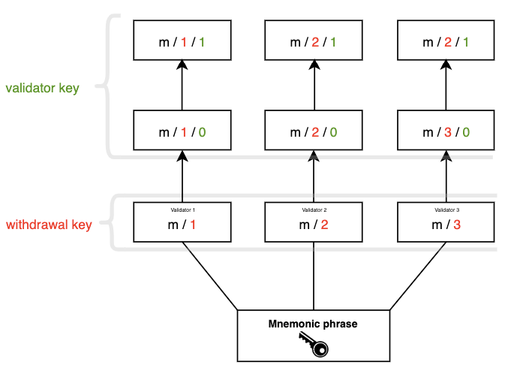 m / 1 / 1
m / 2 / 1
m / 2 / 1
validator key
m / 1 / 0
m / 2 / 0
m / 3 / 0
withdrawal key
Validator 1
m / 1
Validator 2
m / 2
Validator 3
m / 3
Mnemonic phrase